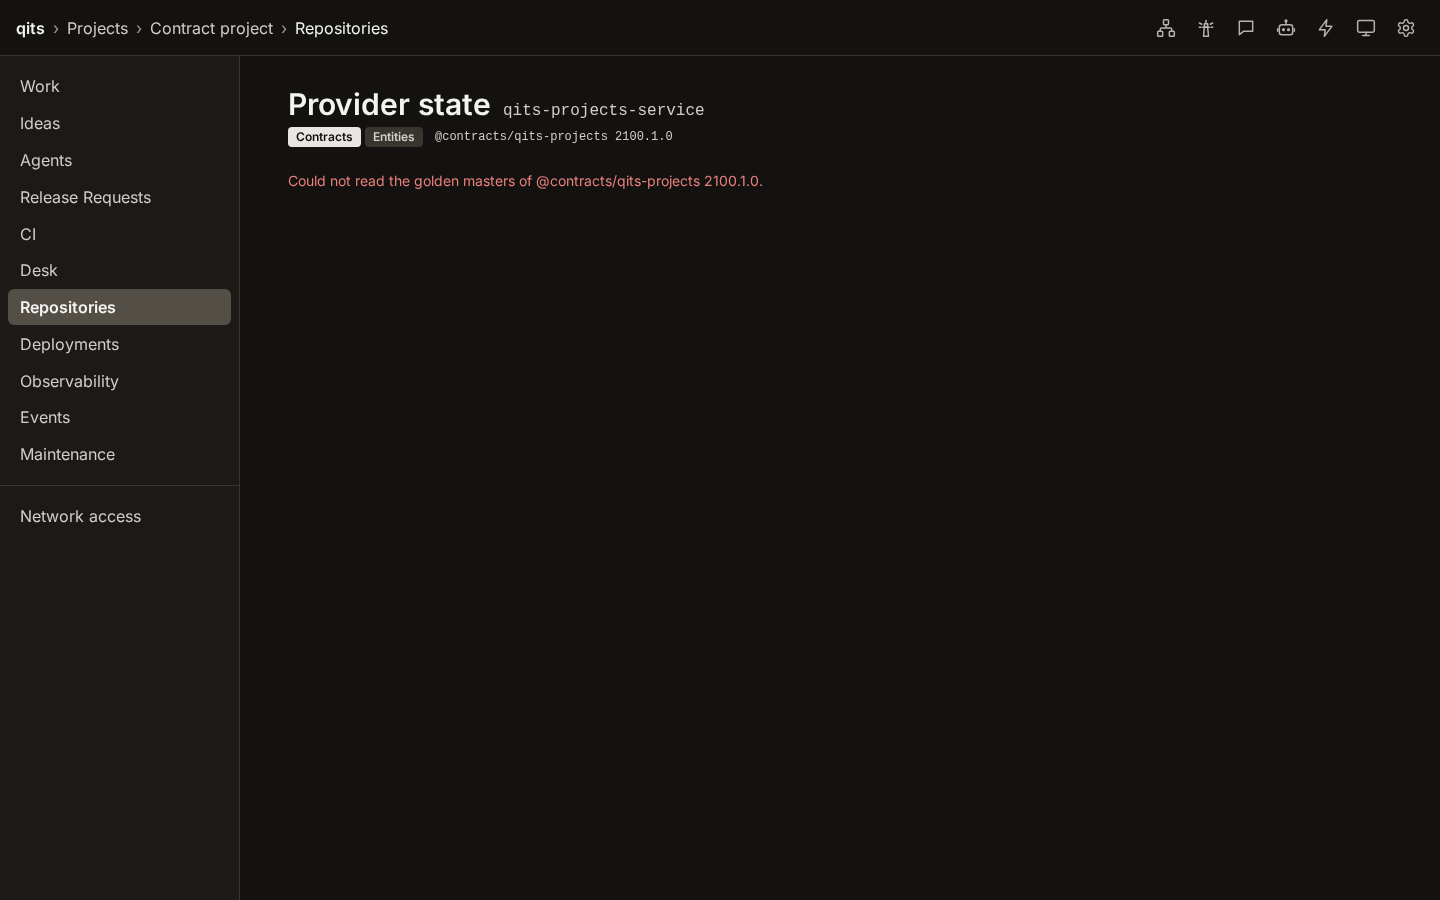 qits › Projects › Contract project › Repositories
Work
Ideas
Agents
Release Requests
CI
Desk
Repositories
Deployments
Observability
Events
Maintenance
Network access
Provider state qits-projects-service
Contracts Entities @contracts/qits-projects 2100.1.0
Could not read the golden masters of @contracts/qits-projects 2100.1.0.